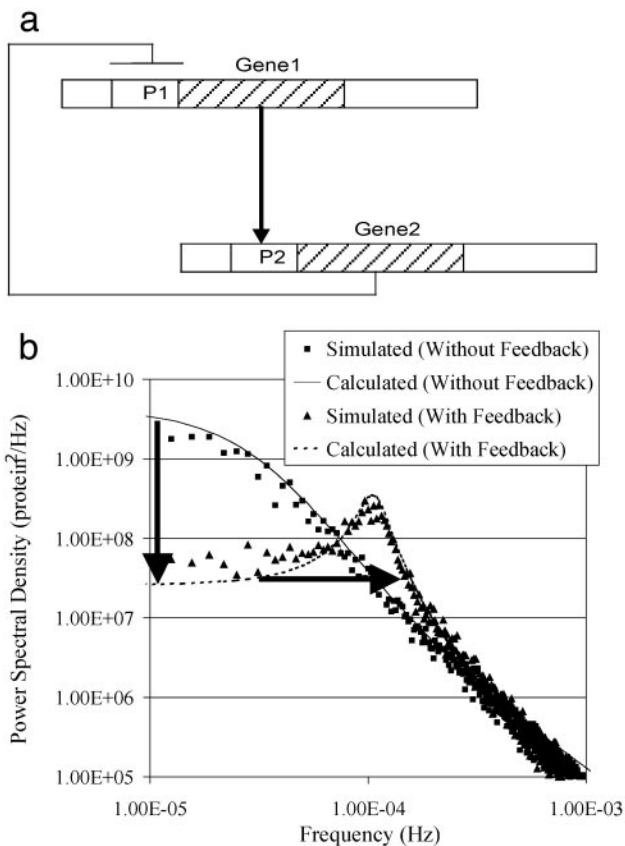 a
Gene1
P1
Gene2
P2
b
Simulated (Without Feedback)
Calculated (Without Feedback)
Simulated (With Feedback)
Calculated (With Feedback)
Power Spectral Density (protein²/Hz)
1.00E+10
1.00E+09
1.00E+08
1.00E+07
1.00E+06
1.00E+05
1.00E-05
1.00E-04
1.00E-03
Frequency (Hz)